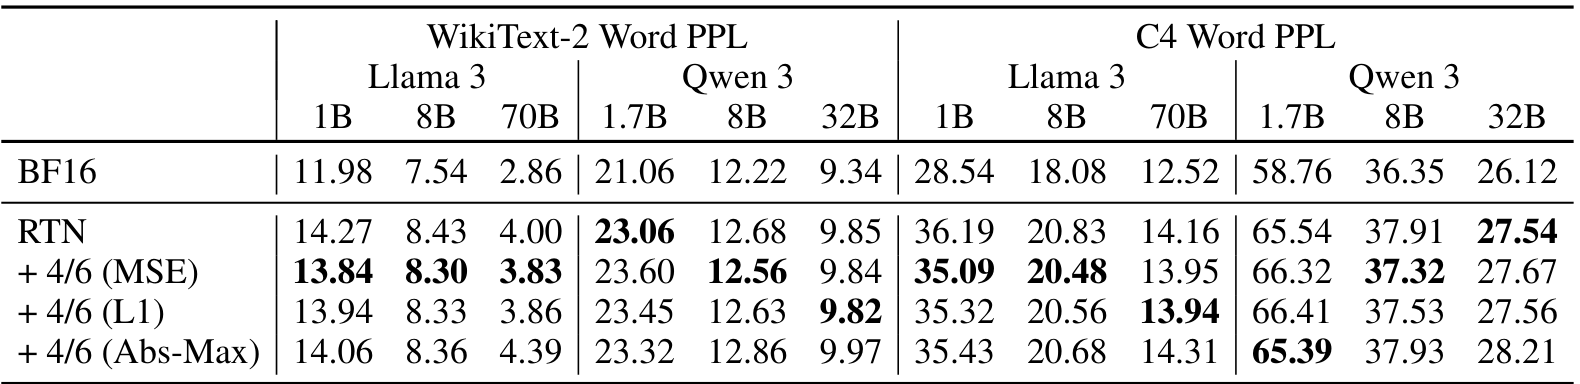 WikiText-2 Word PPL C4 Word PPL
Llama 3 Qwen 3 Llama 3 Qwen 3
1B 8B 70B 1.7B 8B 32B 1B 8B 70B 1.7B 8B 32B
BF16 11.98 7.54 2.86 21.06 12.22 9.34 28.54 18.08 12.52 58.76 36.35 26.12
RTN 14.27 8.43 4.00 23.06 12.68 9.85 36.19 20.83 14.16 65.54 37.91 27.54
+ 4/6 (MSE) 13.84 8.30 3.83 23.60 12.56 9.84 35.09 20.48 13.95 66.32 37.32 27.67
+ 4/6 (L1) 13.94 8.33 3.86 23.45 12.63 9.82 35.32 20.56 13.94 66.41 37.53 27.56
+ 4/6 (Abs-Max) 14.06 8.36 4.39 23.32 12.86 9.97 35.43 20.68 14.31 65.39 37.93 28.21